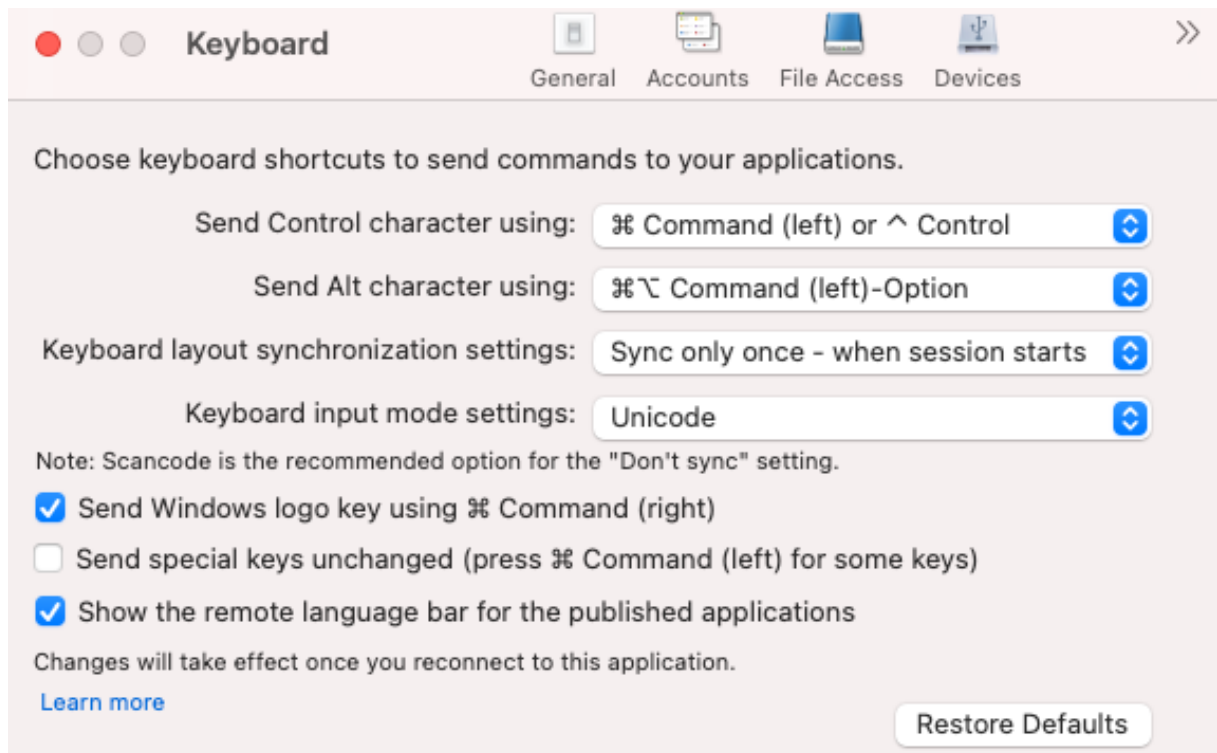 Keyboard
General Accounts File Access Devices
Choose keyboard shortcuts to send commands to your applications.
Send Control character using: ⌘ Command (left) or ^ Control
Send Alt character using: ⌘⌥ Command (left)-Option
Keyboard layout synchronization settings: Sync only once - when session starts
Keyboard input mode settings: Unicode
Note: Scancode is the recommended option for the "Don't sync" setting.
Send Windows logo key using ⌘ Command (right)
Send special keys unchanged (press ⌘ Command (left) for some keys)
Show the remote language bar for the published applications
Changes will take effect once you reconnect to this application.
Learn more
Restore Defaults